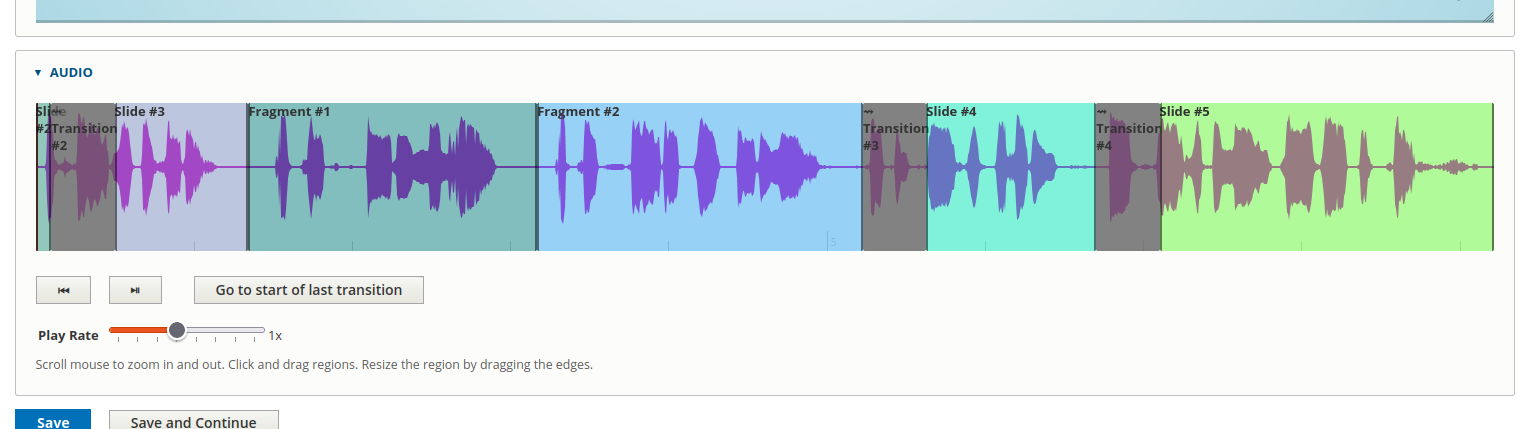 ▼ AUDIO
Slide #2
⇝ Transition #2
Slide #3
Fragment #1
Fragment #2
⇝ Transition #3
Slide #4
⇝ Transition #4
Slide #5
5
Go to start of last transition
Play Rate 1x
Scroll mouse to zoom in and out. Click and drag regions. Resize the region by dragging the edges.
Save Save and Continue